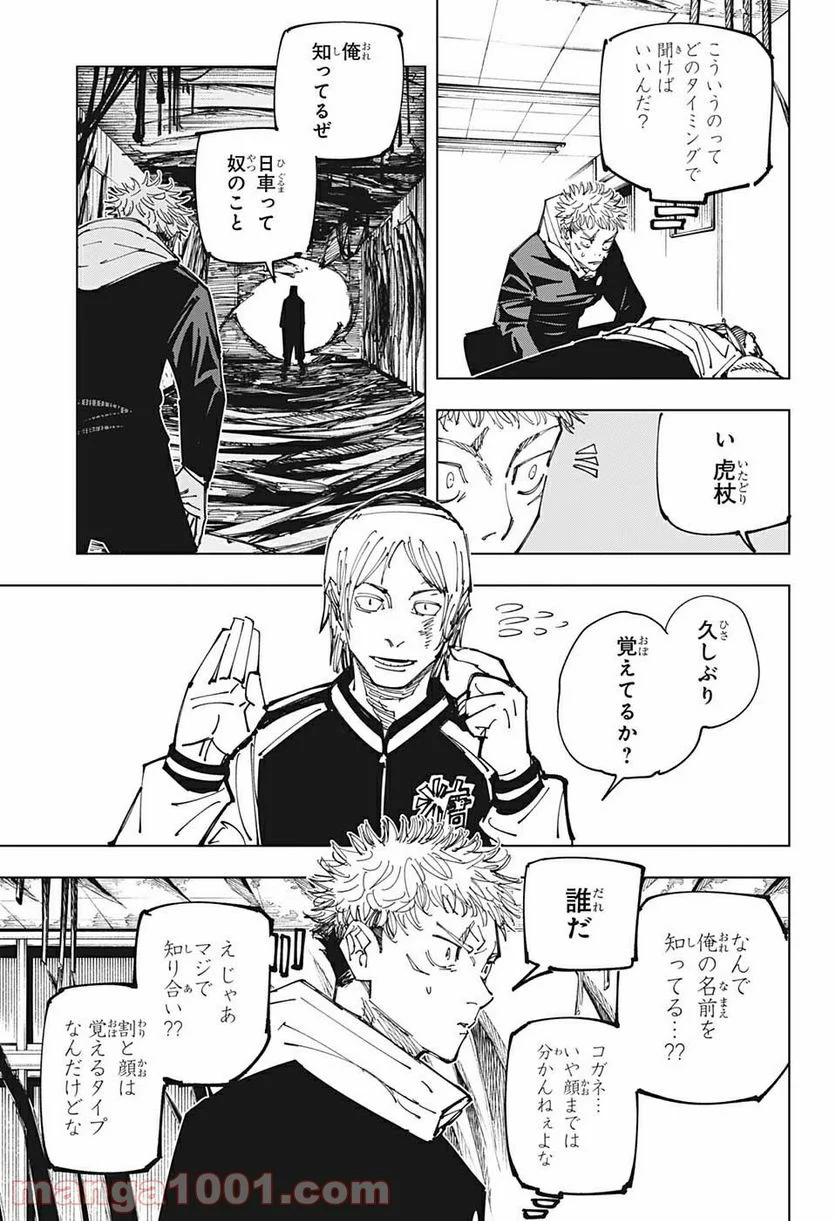 こういうのって
どのタイミングで
聞けば
いいんだ?
俺
知ってるぜ
日車って
奴のこと
い 虎杖
久しぶり
覚えてるか?
なんで
俺の名前を
知ってる…??
コガネ…
いや顔までは
分かんねぇよな
誰だ
え じゃあ
マジで
知り合い??
割と顔は
覚えるタイプ
なんだけどな
manga1001.com